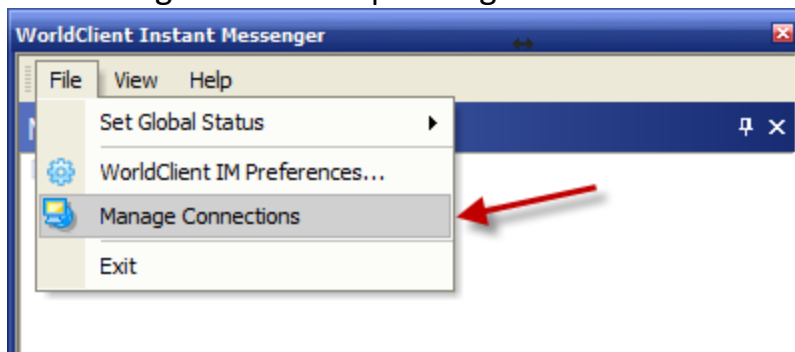 WorldClient Instant Messenger
File View Help
Set Global Status
WorldClient IM Preferences...
Manage Connections
Exit